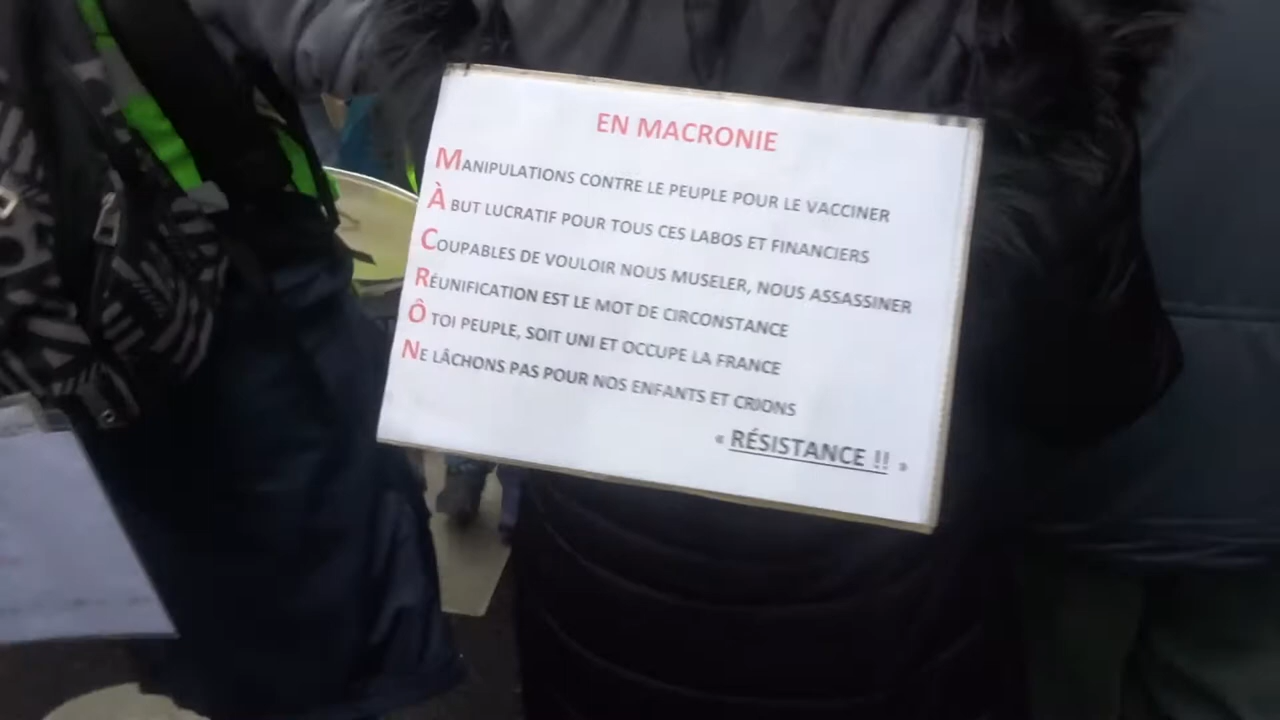 EN MACRONIE
MANIPULATIONS CONTRE LE PEUPLE POUR LE VACCINER
À BUT LUCRATIF POUR TOUS CES LABOS ET FINANCIERS
COUPABLES DE VOULOIR NOUS MUSELER, NOUS ASSASSINER
RÉUNIFICATION EST LE MOT DE CIRCONSTANCE
Ô TOI PEUPLE, SOIT UNI ET OCCUPE LA FRANCE
NE LÂCHONS PAS POUR NOS ENFANTS ET CRIONS
« RÉSISTANCE !! »